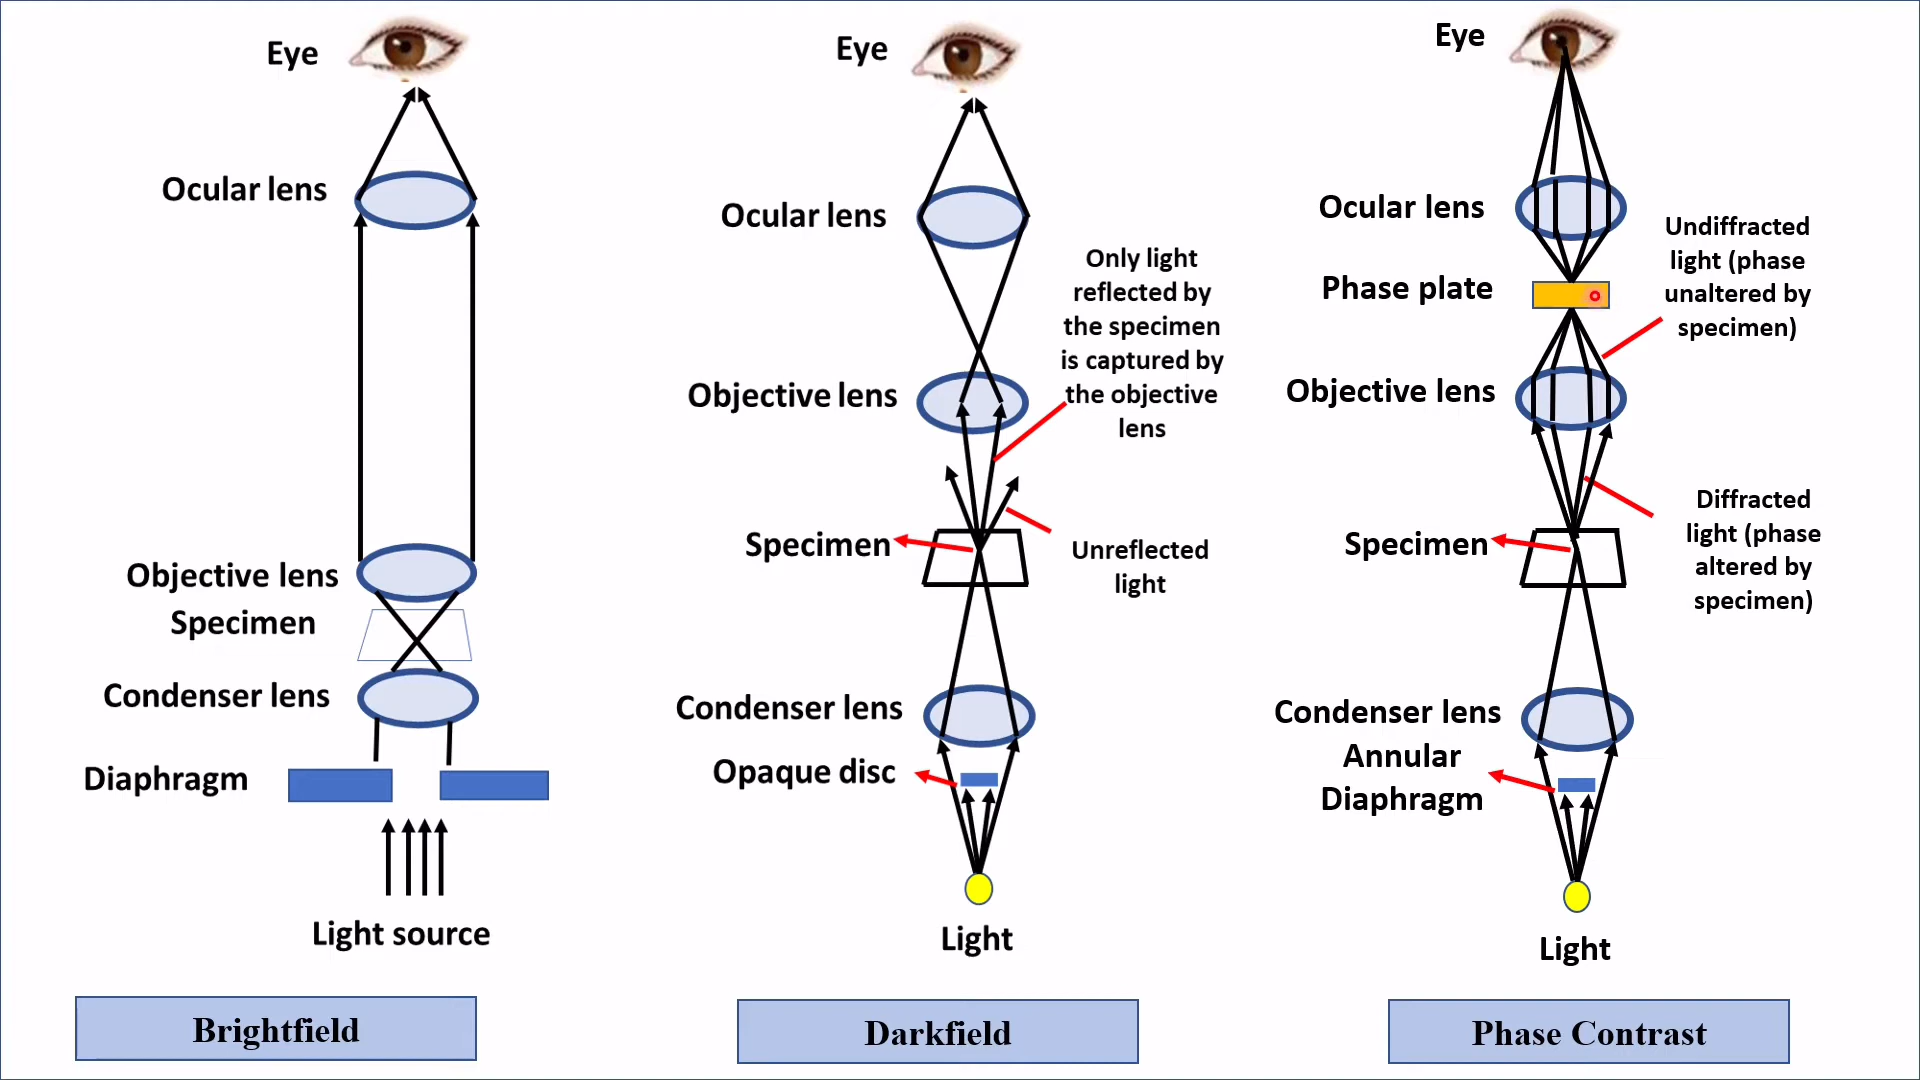 Eye
Ocular lens
Objective lens
Specimen
Condenser lens
Diaphragm
Light source
Brightfield
Eye
Ocular lens
Only light
reflected by
the specimen
is captured by
the objective
lens
Objective lens
Specimen
Unreflected
light
Condenser lens
Opaque disc
Light
Darkfield
Eye
Ocular lens
Undiffracted
light (phase
unaltered by
specimen)
Phase plate
Objective lens
Diffracted
light (phase
altered by
specimen)
Specimen
Condenser lens
Annular
Diaphragm
Light
Phase Contrast